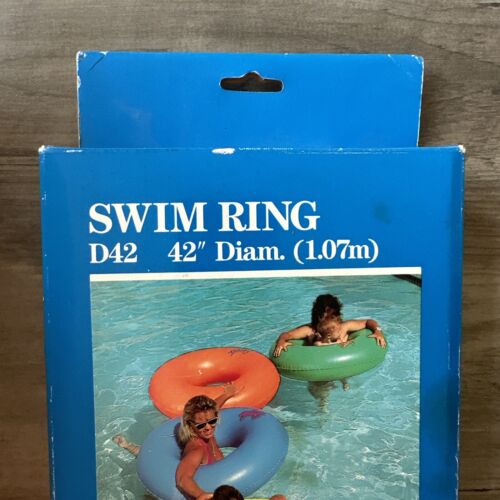 SWIM RING
D42 42" Diam. (1.07m)